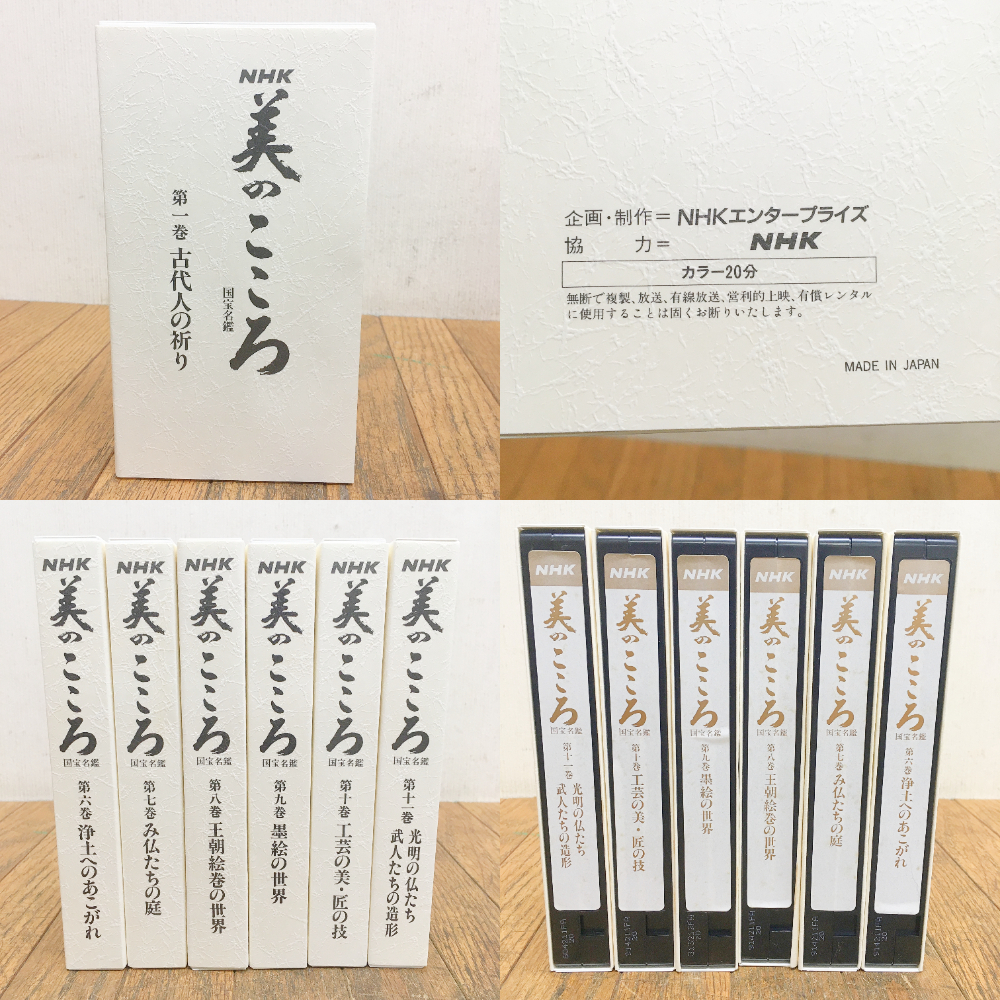 NHK
美のこころ
国宝名鑑
第一巻 古代人の祈り
企画・制作＝NHKエンタープライズ
協 力＝ NHK
カラー20分
無断で複製、放送、有線放送、営利的上映、有償レンタル
に使用することは固くお断りいたします。
MADE IN JAPAN
NHK
美のこころ
国宝名鑑
第六巻 浄土へのあこがれ
NHK
美のこころ
国宝名鑑
第七巻 み仏たちの庭
NHK
美のこころ
国宝名鑑
第八巻 王朝絵巻の世界
NHK
美のこころ
国宝名鑑
第九巻 墨絵の世界
NHK
美のこころ
国宝名鑑
第十巻 工芸の美・匠の技
NHK
美のこころ
国宝名鑑
第十一巻 光明の仏たち
武人たちの造形
NHK
美のこころ
国宝名鑑
第十一巻 光明の仏たち
武人たちの造形
NHK
美のこころ
国宝名鑑
第十巻 工芸の美・匠の技
NHK
美のこころ
国宝名鑑
第九巻 墨絵の世界
NHK
美のこころ
国宝名鑑
第八巻 王朝絵巻の世界
NHK
美のこころ
国宝名鑑
第七巻 み仏たちの庭
NHK
美のこころ
国宝名鑑
第六巻 浄土へのあこがれ